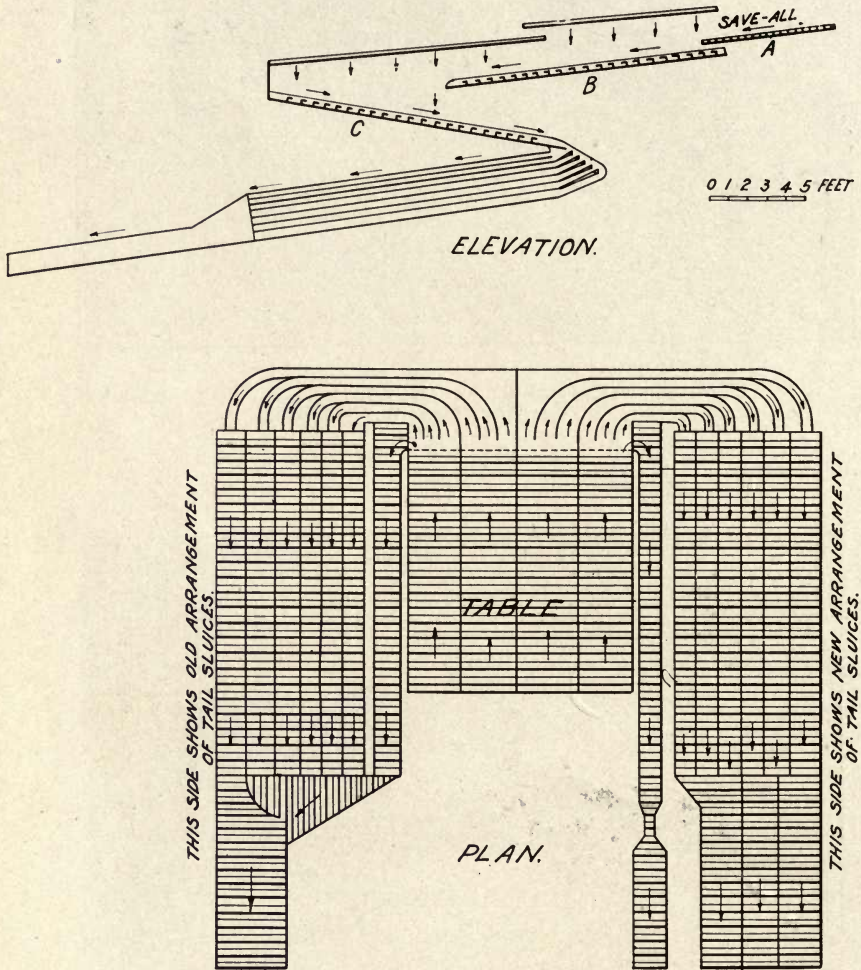 SAVE-ALL.
A
B
C
0 1 2 3 4 5 FEET
ELEVATION.
THIS SIDE SHOWS OLD ARRANGEMENT
OF TAIL SLUICES.
TABLE
THIS SIDE SHOWS NEW ARRANGEMENT
OF TAIL SLUICES.
PLAN.